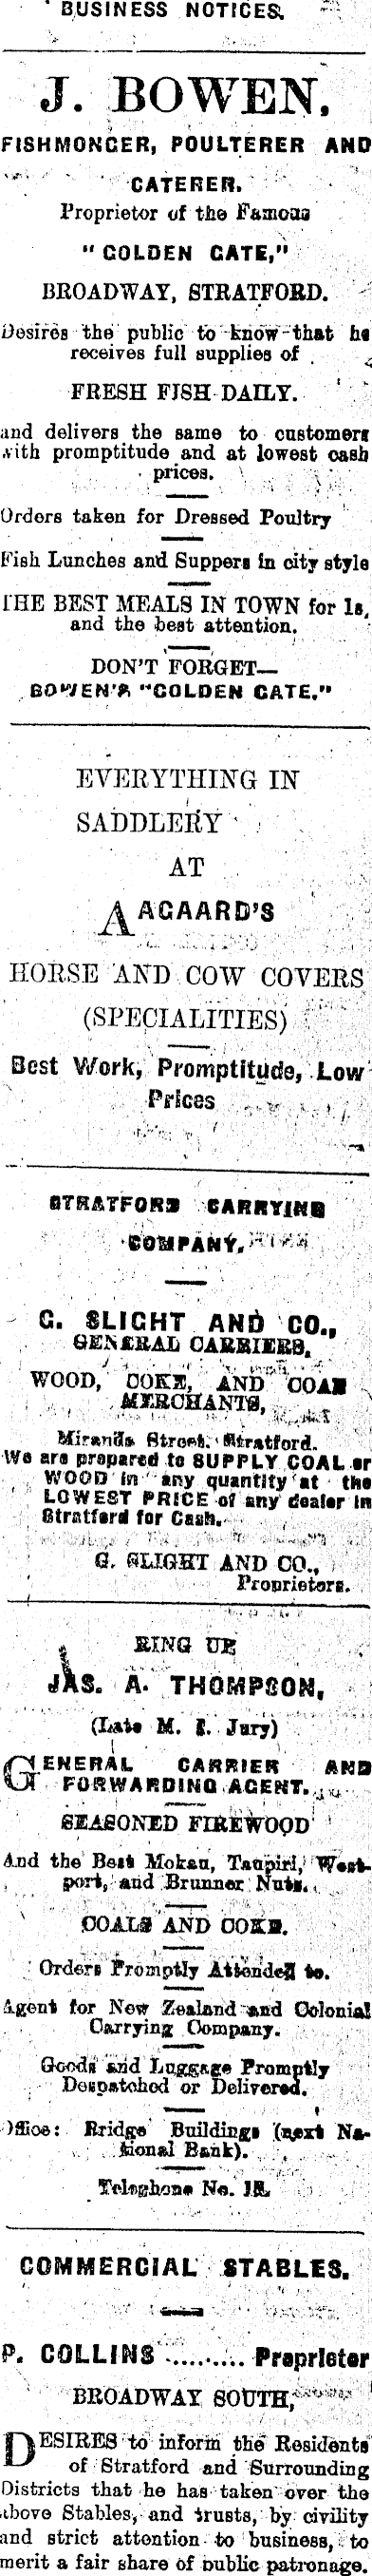 BUSINESS NOTICES.
J. BOWEN,
FISHMONGER, POULTERER AND
CATERER.
Proprietor of the Famous
"GOLDEN GATE,"
BROADWAY, STRATFORD.
Desires the public to know that he
receives full supplies of
FRESH FISH DAILY.
and delivers the same to customers
with promptitude and at lowest cash
prices.
Orders taken for Dressed Poultry
Fish Lunches and Suppers in city style
THE BEST MEALS IN TOWN for 1s,
and the best attention.
DON'T FORGET—
BOWEN'S "GOLDEN GATE."
EVERYTHING IN
SADDLERY
AT
AAGAARD'S
HORSE AND COW COVERS
(SPECIALITIES)
Best Work, Promptitude, Low
Prices
STRATFORD CARRYING
COMPANY.
G. SLIGHT AND CO.,
GENERAL CARRIERS,
WOOD, COKE, AND COAL
MERCHANTS,
Miranda Street, Stratford.
We are prepared to SUPPLY COAL or
WOOD in any quantity at the
LOWEST PRICE of any dealer in
Stratford for Cash.
G. SLIGHT AND CO.,
Proprietors.
RING UP
JAS. A. THOMPSON,
(Late M. I. Jury)
GENERAL CARRIER AND
FORWARDING AGENT.
SEASONED FIREWOOD
And the Best Mokau, Taupiri, West-
port, and Brunner Nuts.
COALS AND COKE.
Orders Promptly Attended to.
Agent for New Zealand and Colonial
Carrying Company.
Goods and Luggage Promptly
Despatched or Delivered.
Office: Bridge Buildings (next Na-
tional Bank).
Telephone No.
COMMERCIAL STABLES.
P. COLLINS ......... Proprietor
BROADWAY SOUTH,
DESIRES to inform the Residents
of Stratford and Surrounding
Districts that he has taken over the
above Stables, and trusts, by civility
and strict attention to business, to
merit a fair share of public patronage.